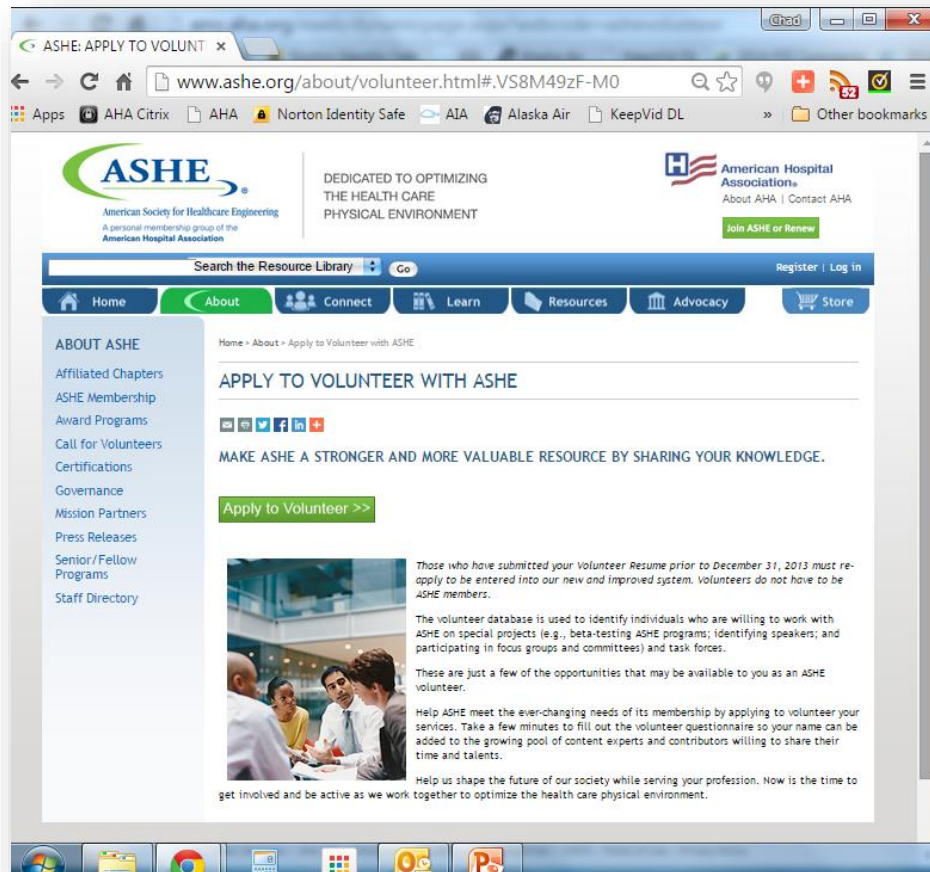 Chad
ASHE: APPLY TO VOLUNT
www.ashe.org/about/volunteer.html#.VS8M49zF-M0
52
Apps AHA Citrix AHA Norton Identity Safe AIA Alaska Air KeepVid DL » Other bookmarks
ASHE®
American Society for Healthcare Engineering
A personal membership group of the
American Hospital Association
DEDICATED TO OPTIMIZING
THE HEALTH CARE
PHYSICAL ENVIRONMENT
American Hospital
Association®
About AHA | Contact AHA
Join ASHE or Renew
Search the Resource Library Go
Register | Log in
Home About Connect Learn Resources Advocacy Store
ABOUT ASHE
Affiliated Chapters
ASHE Membership
Award Programs
Call for Volunteers
Certifications
Governance
Mission Partners
Press Releases
Senior/Fellow
Programs
Staff Directory
Home > About > Apply to Volunteer with ASHE
APPLY TO VOLUNTEER WITH ASHE
MAKE ASHE A STRONGER AND MORE VALUABLE RESOURCE BY SHARING YOUR KNOWLEDGE.
Apply to Volunteer >>
Those who have submitted your Volunteer Resume prior to December 31, 2013 must re-
apply to be entered into our new and improved system. Volunteers do not have to be
ASHE members.
The volunteer database is used to identify individuals who are willing to work with
ASHE on special projects (e.g., beta-testing ASHE programs; identifying speakers; and
participating in focus groups and committees) and task forces.
These are just a few of the opportunities that may be available to you as an ASHE
volunteer.
Help ASHE meet the ever-changing needs of its membership by applying to volunteer your
services. Take a few minutes to fill out the volunteer questionnaire so your name can be
added to the growing pool of content experts and contributors willing to share their
time and talents.
Help us shape the future of our society while serving your profession. Now is the time to
get involved and be active as we work together to optimize the health care physical environment.